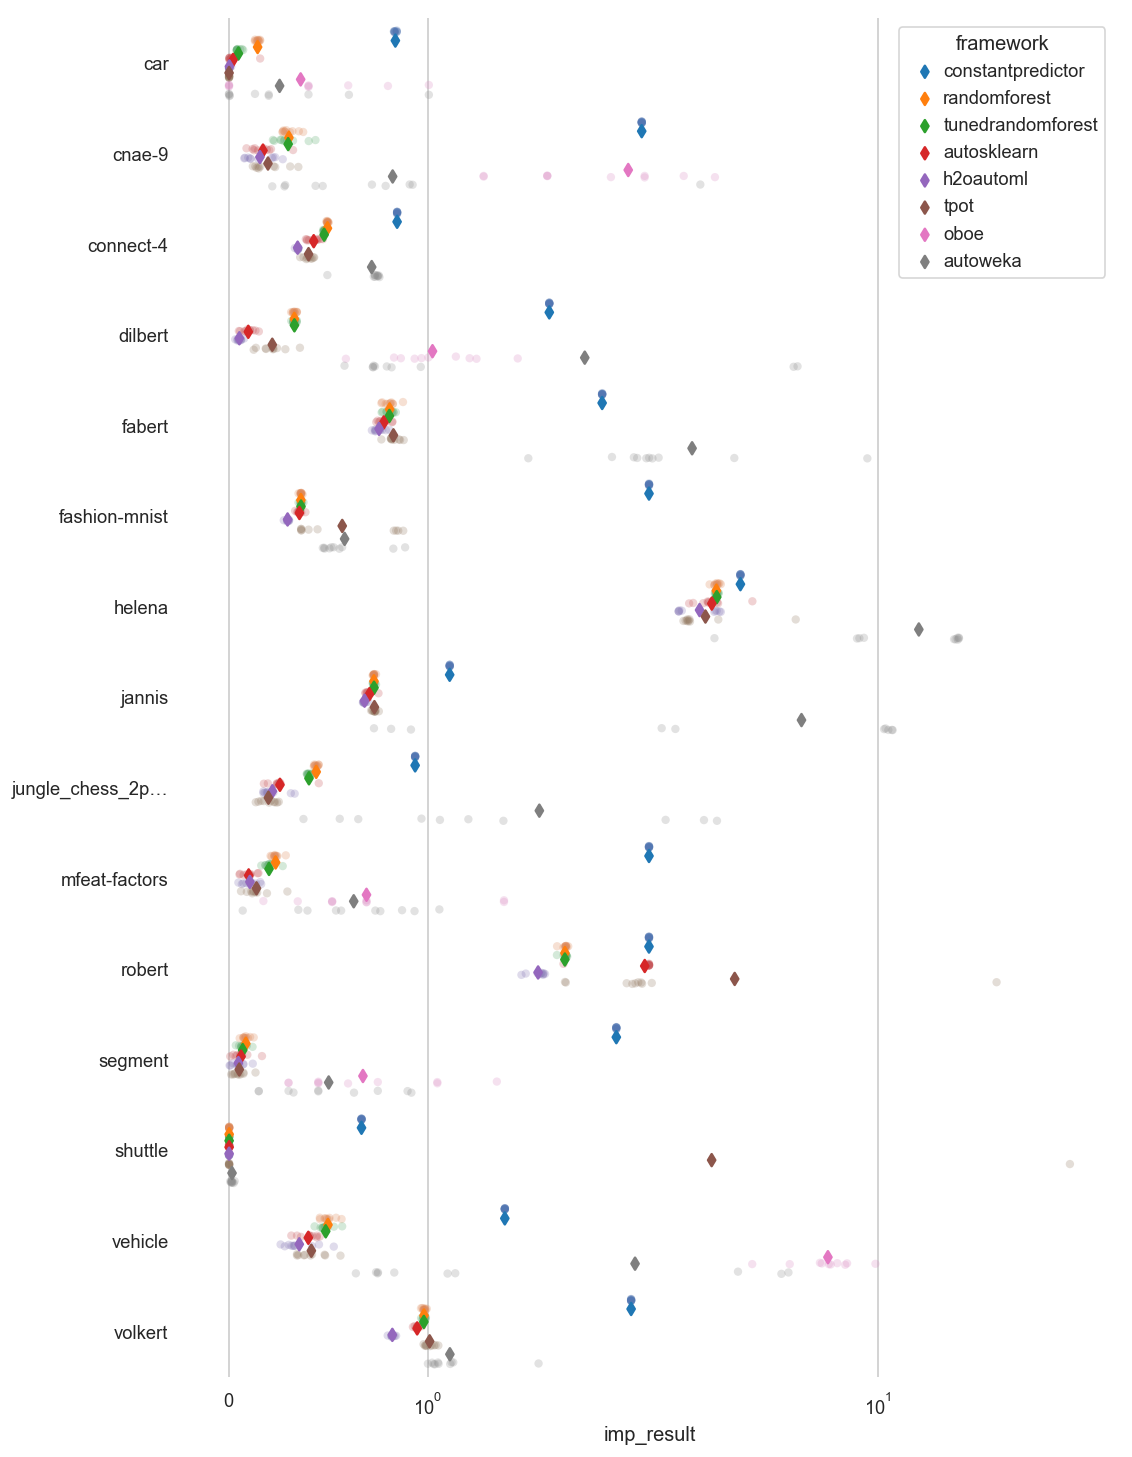 framework
constantpredictor
randomforest
tunedrandomforest
autosklearn
h2oautoml
tpot
oboe
autoweka
car
cnae-9
connect-4
dilbert
fabert
fashion-mnist
helena
jannis
jungle_chess_2p…
mfeat-factors
robert
segment
shuttle
vehicle
volkert
0 10⁰ 10¹
imp_result